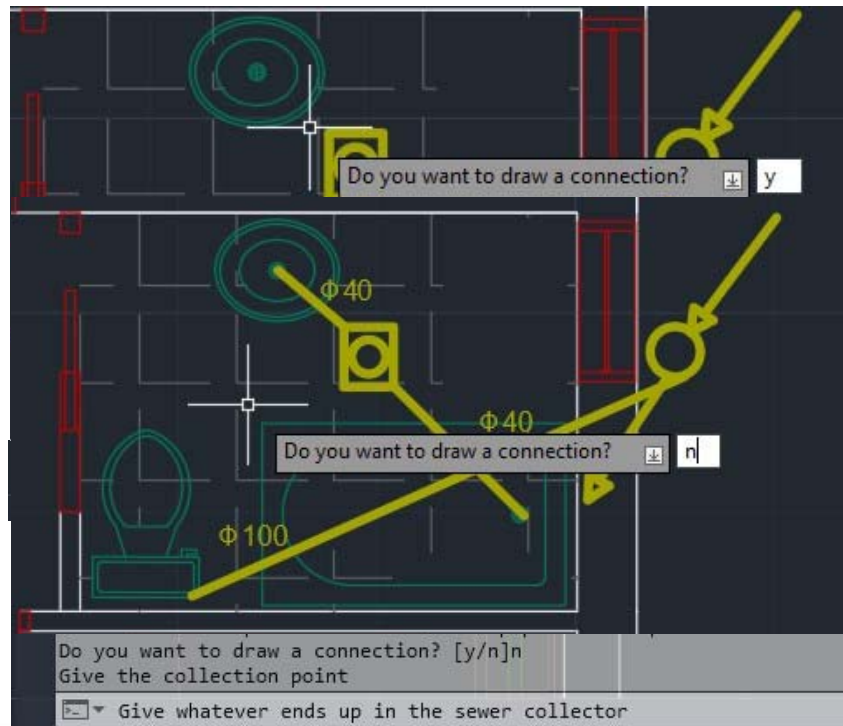 Do you want to draw a connection? y
Φ40
Φ40
Do you want to draw a connection? n
Φ100
Do you want to draw a connection? [y/n]n
Give the collection point
Give whatever ends up in the sewer collector